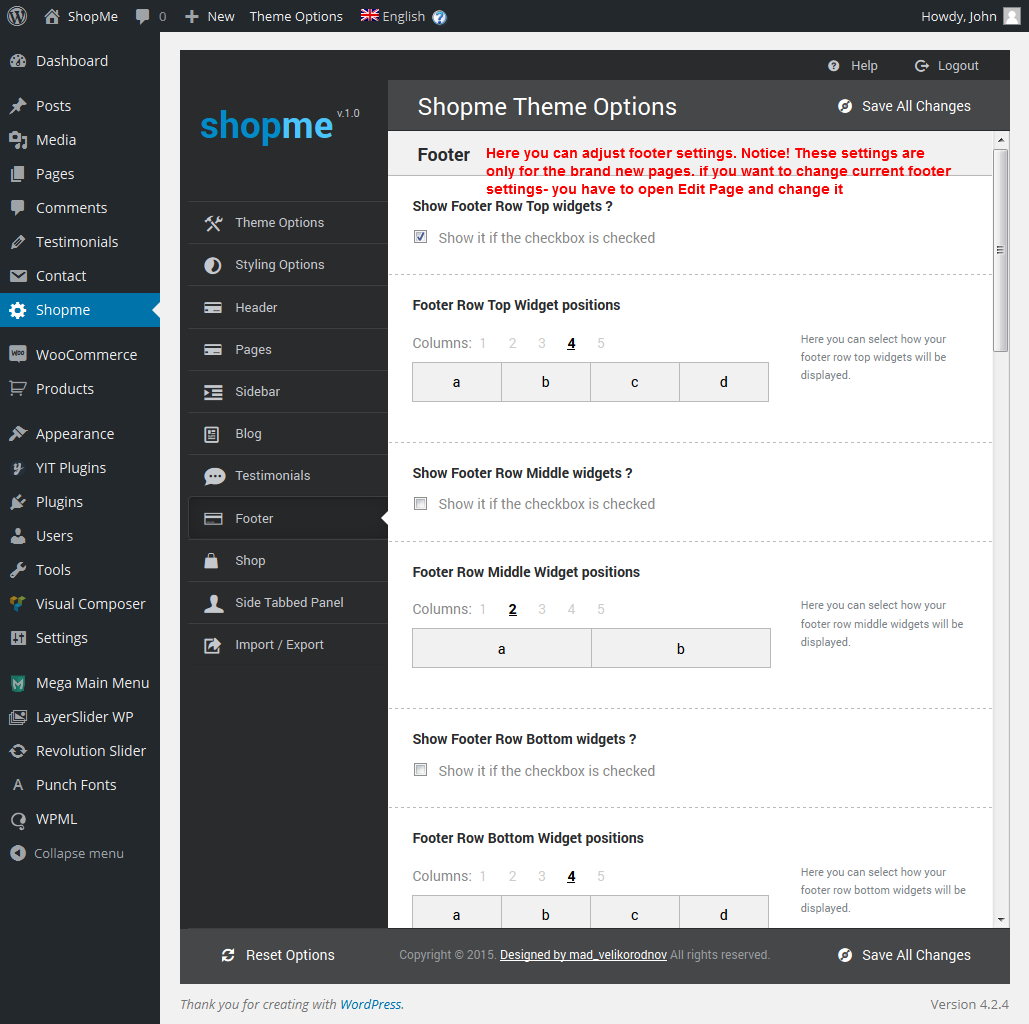 ShopMe 0 New Theme Options English Howdy, John
Dashboard
Posts
Media
Pages
Comments
Testimonials
Contact
Shopme
WooCommerce
Products
Appearance
YIT Plugins
Plugins
Users
Tools
Visual Composer
Settings
Mega Main Menu
LayerSlider WP
Revolution Slider
Punch Fonts
WPML
Collapse menu
Help Logout
shopme v.1.0
Shopme Theme Options Save All Changes
Theme Options
Styling Options
Header
Pages
Sidebar
Blog
Testimonials
Footer
Shop
Side Tabbed Panel
Import / Export
Footer
Here you can adjust footer settings. Notice! These settings are
only for the brand new pages. if you want to change current footer
settings- you have to open Edit Page and change it
Show Footer Row Top widgets ?
Show it if the checkbox is checked
Footer Row Top Widget positions
Columns: 1 2 3 4 5
a b c d
Here you can select how your
footer row top widgets will be
displayed.
Show Footer Row Middle widgets ?
Show it if the checkbox is checked
Footer Row Middle Widget positions
Columns: 1 2 3 4 5
a b
Here you can select how your
footer row middle widgets will be
displayed.
Show Footer Row Bottom widgets ?
Show it if the checkbox is checked
Footer Row Bottom Widget positions
Columns: 1 2 3 4 5
a b c d
Here you can select how your
footer row bottom widgets will be
displayed.
Reset Options Copyright © 2015. Designed by mad_velikorodnov All rights reserved. Save All Changes
Thank you for creating with WordPress. Version 4.2.4